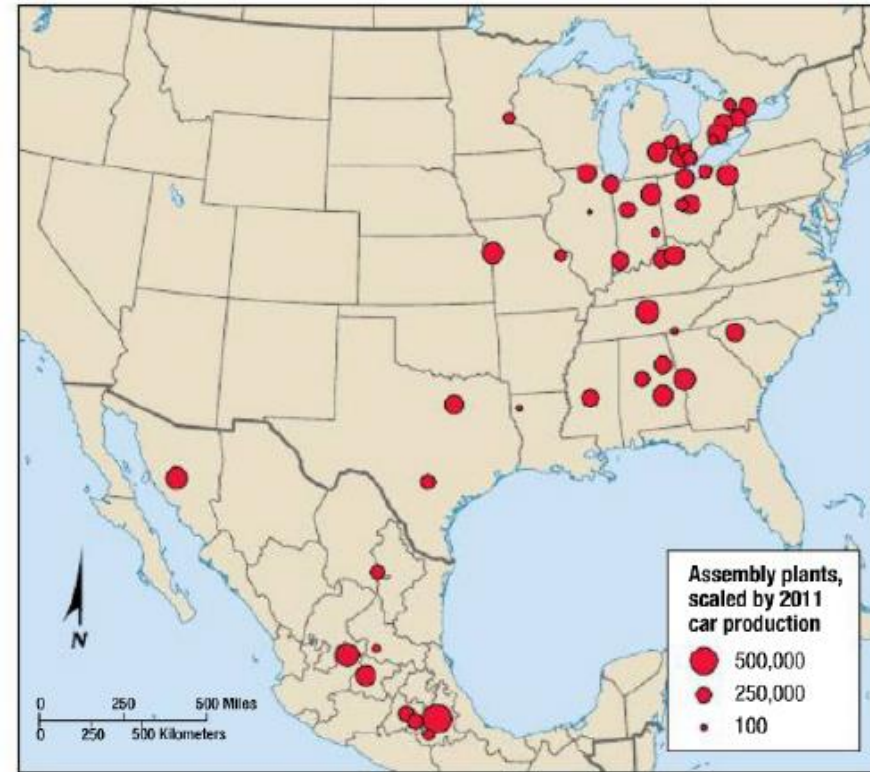 Assembly plants,
scaled by 2011
car production
500,000
250,000
100
N
0 250 500 Miles
0 250 500 Kilometers